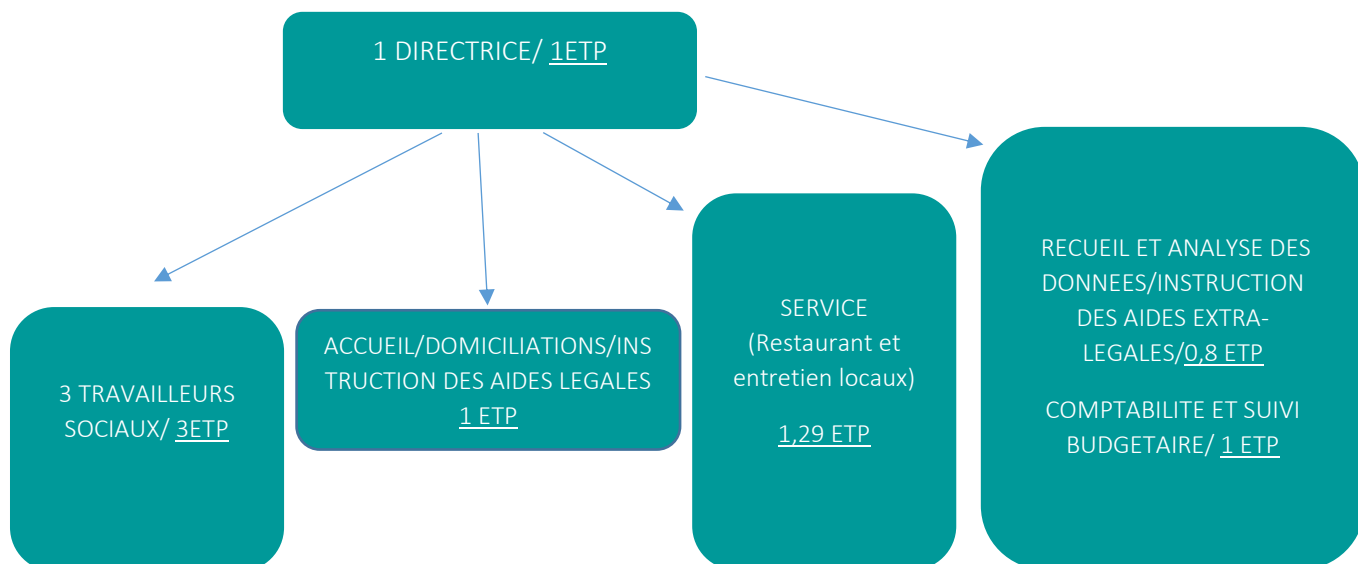 1 DIRECTRICE/ 1ETP
3 TRAVAILLEURS
SOCIAUX/ 3ETP
ACCUEIL/DOMICILIATIONS/INS
TRUCTION DES AIDES LEGALES
1 ETP
SERVICE
(Restaurant et
entretien locaux)
1,29 ETP
RECUEIL ET ANALYSE DES
DONNEES/INSTRUCTION
DES AIDES EXTRA-
LEGALES/0,8 ETP
COMPTABILITE ET SUIVI
BUDGETAIRE/ 1 ETP